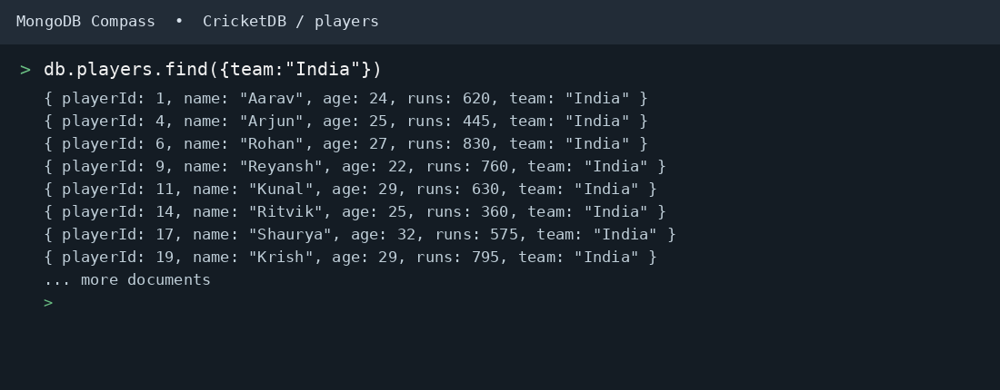 MongoDB Compass • CricketDB / players
> db.players.find({team:"India"})
{ playerId: 1, name: "Aarav", age: 24, runs: 620, team: "India" }
{ playerId: 4, name: "Arjun", age: 25, runs: 445, team: "India" }
{ playerId: 6, name: "Rohan", age: 27, runs: 830, team: "India" }
{ playerId: 9, name: "Reyansh", age: 22, runs: 760, team: "India" }
{ playerId: 11, name: "Kunal", age: 29, runs: 630, team: "India" }
{ playerId: 14, name: "Ritvik", age: 25, runs: 360, team: "India" }
{ playerId: 17, name: "Shaurya", age: 32, runs: 575, team: "India" }
{ playerId: 19, name: "Krish", age: 29, runs: 795, team: "India" }
... more documents
>